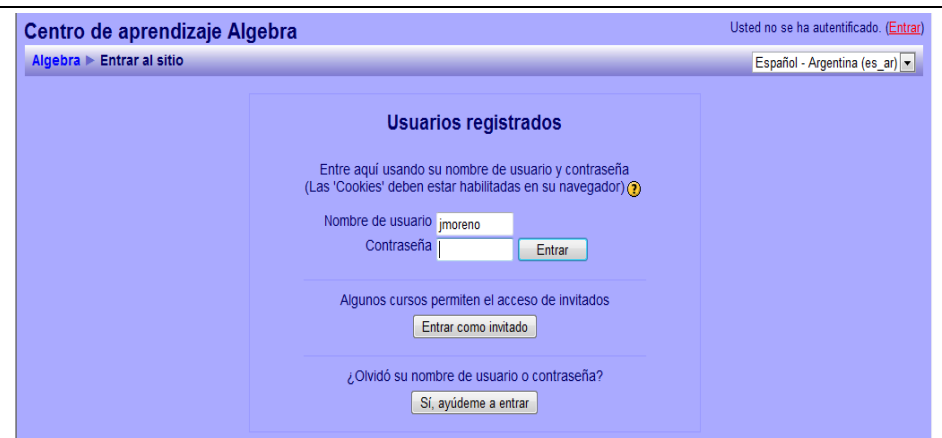 Centro de aprendizaje Algebra
Usted no se ha autentificado. (Entrar)
Algebra ► Entrar al sitio
Español - Argentina (es_ar)
Usuarios registrados
Entre aquí usando su nombre de usuario y contraseña
(Las 'Cookies' deben estar habilitadas en su navegador) ?
Nombre de usuario jmoreno
Contraseña Entrar
Algunos cursos permiten el acceso de invitados
Entrar como invitado
¿Olvidó su nombre de usuario o contraseña?
Sí, ayúdeme a entrar